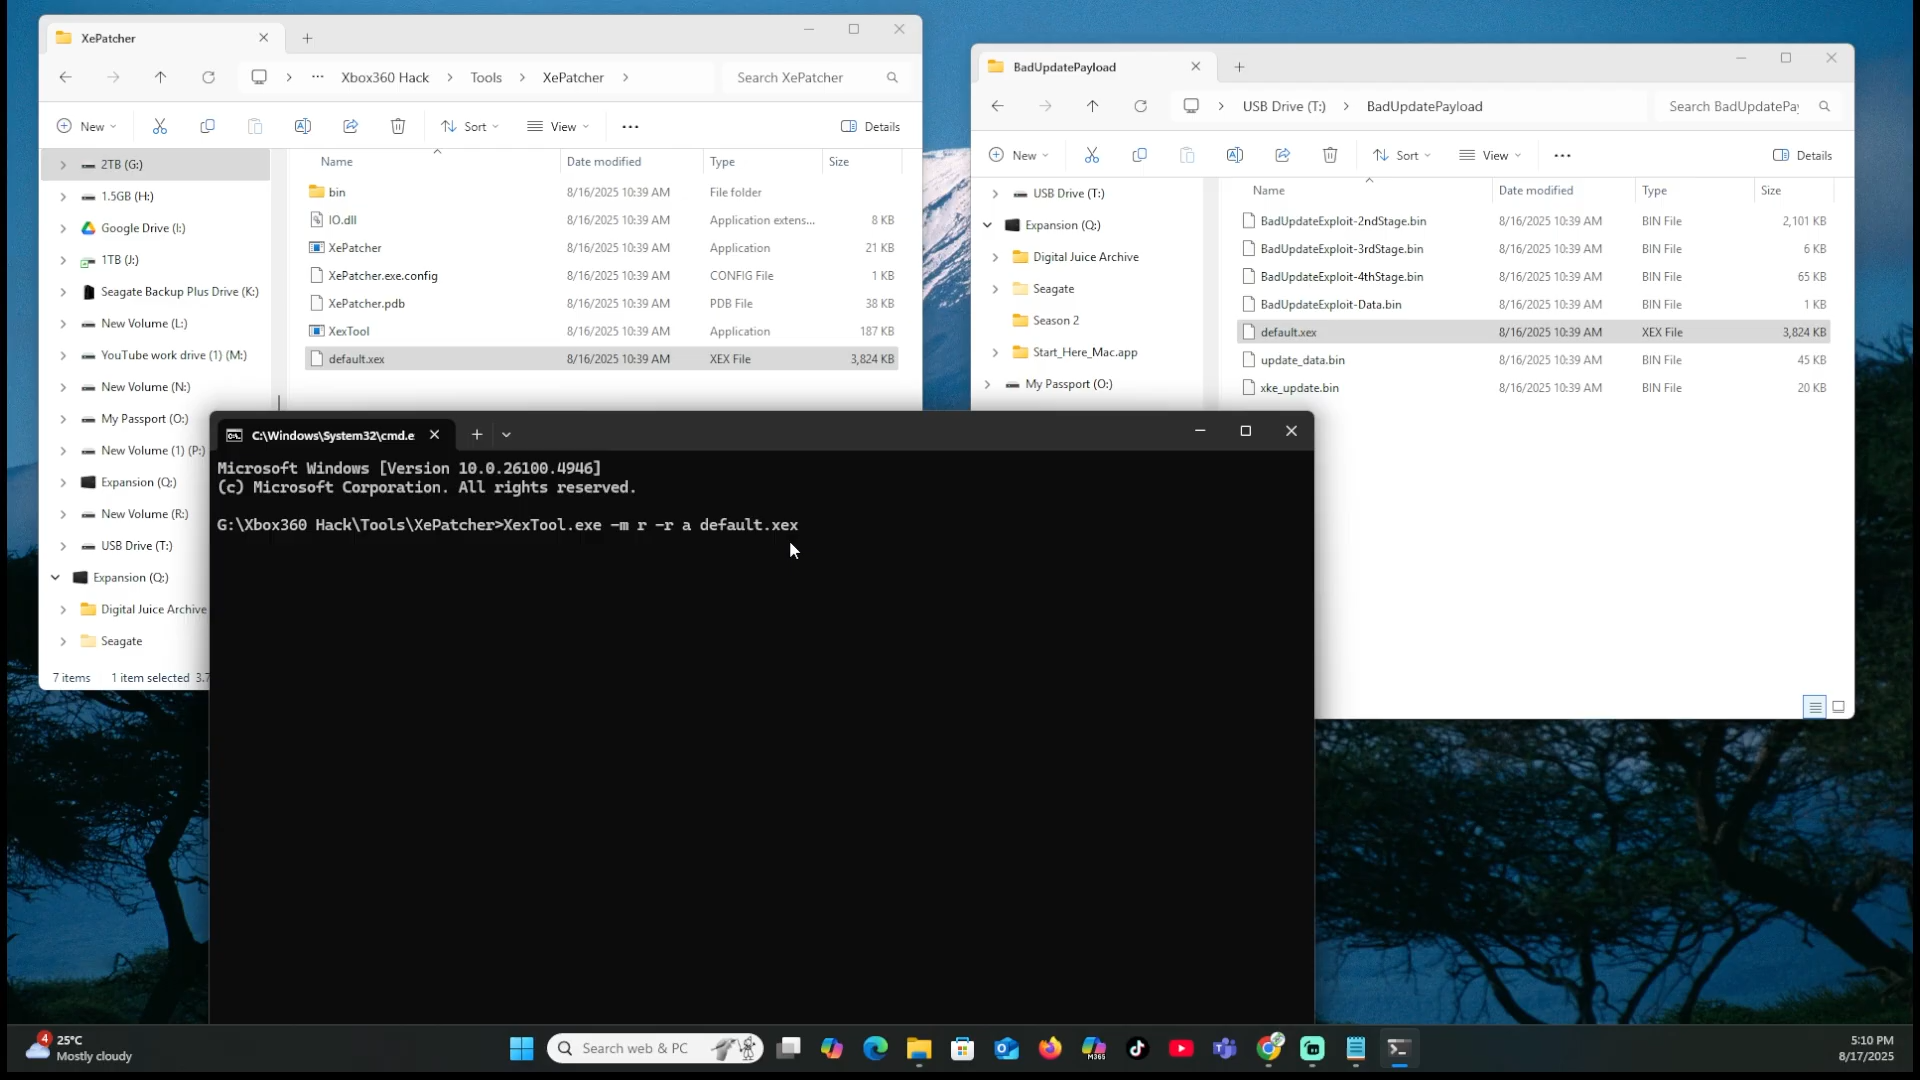 XePatcher
Xbox360 Hack
Tools
XePatcher
Search XePatcher
New
Sort
View
Details
2TB (G:)
1.5GB (H:)
Google Drive (I:)
1TB (J:)
Seagate Backup Plus Drive (K:)
New Volume (L:)
YouTube work drive (1) (M:)
New Volume (N:)
My Passport (O:)
New Volume (1) (P:)
Expansion (Q:)
New Volume (R:)
USB Drive (T:)
Expansion (Q:)
Digital Juice Archive
Seagate
Name Date modified Type Size
bin 8/16/2025 10:39 AM File folder
IO.dll 8/16/2025 10:39 AM Application extens... 8 KB
XePatcher 8/16/2025 10:39 AM Application 21 KB
XePatcher.exe.config 8/16/2025 10:39 AM CONFIG File 1 KB
XePatcher.pdb 8/16/2025 10:39 AM PDB File 38 KB
XexTool 8/16/2025 10:39 AM Application 187 KB
default.xex 8/16/2025 10:39 AM XEX File 3,824 KB
7 items 1 item selected 3.7
BadUpdatePayload
USB Drive (T:)
BadUpdatePayload
Search BadUpdatePay
New
Sort
View
Details
USB Drive (T:)
Expansion (Q:)
Digital Juice Archive
Seagate
Season 2
Start_Here_Mac.app
My Passport (O:)
Name Date modified Type Size
BadUpdateExploit-2ndStage.bin 8/16/2025 10:39 AM BIN File 2,101 KB
BadUpdateExploit-3rdStage.bin 8/16/2025 10:39 AM BIN File 6 KB
BadUpdateExploit-4thStage.bin 8/16/2025 10:39 AM BIN File 65 KB
BadUpdateExploit-Data.bin 8/16/2025 10:39 AM BIN File 1 KB
default.xex 8/16/2025 10:39 AM XEX File 3,824 KB
update_data.bin 8/16/2025 10:39 AM BIN File 45 KB
xke_update.bin 8/16/2025 10:39 AM BIN File 20 KB
C:\Windows\System32\cmd.e
Microsoft Windows [Version 10.0.26100.4946]
(c) Microsoft Corporation. All rights reserved.
G:\Xbox360 Hack\Tools\XePatcher>XexTool.exe -m r -r a default.xex
4
25°C
Mostly cloudy
Search web & PC
M365
5:10 PM
8/17/2025